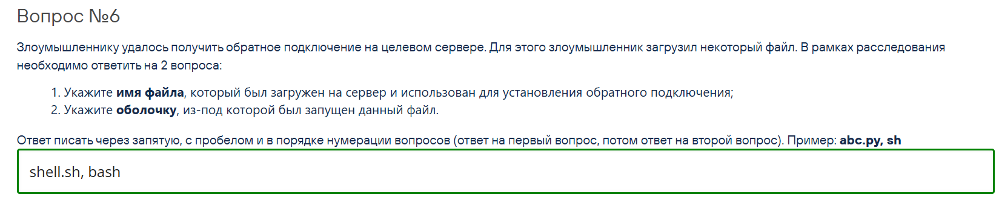 Вопрос №6
Злоумышленнику удалось получить обратное подключение на целевом сервере. Для этого злоумышленник загрузил некоторый файл. В рамках расследования
необходимо ответить на 2 вопроса:
1. Укажите имя файла, который был загружен на сервер и использован для установления обратного подключения;
2. Укажите оболочку, из-под которой был запущен данный файл.
Ответ писать через запятую, с пробелом и в порядке нумерации вопросов (ответ на первый вопрос, потом ответ на второй вопрос). Пример: abc.py, sh
shell.sh, bash